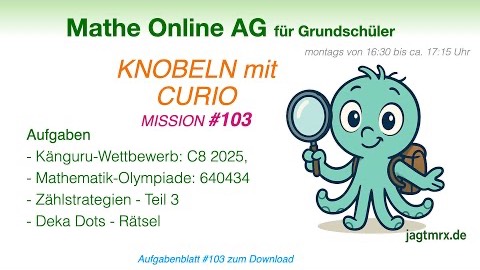 Mathe Online AG für Grundschüler
montags von 16:30 bis ca. 17:15 Uhr
KNOBELN mit
CURIO
MISSION #103
Aufgaben
- Känguru-Wettbewerb: C8 2025,
- Mathematik-Olympiade: 640434
- Zählstrategien - Teil 3
- Deka Dots - Rätsel
jagtmrx.de
Aufgabenblatt #103 zum Download